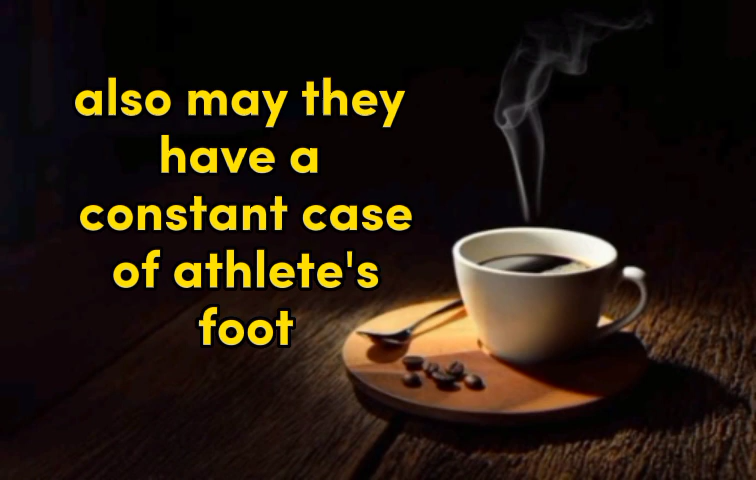 also may they
have a
constant case
of athlete's
foot